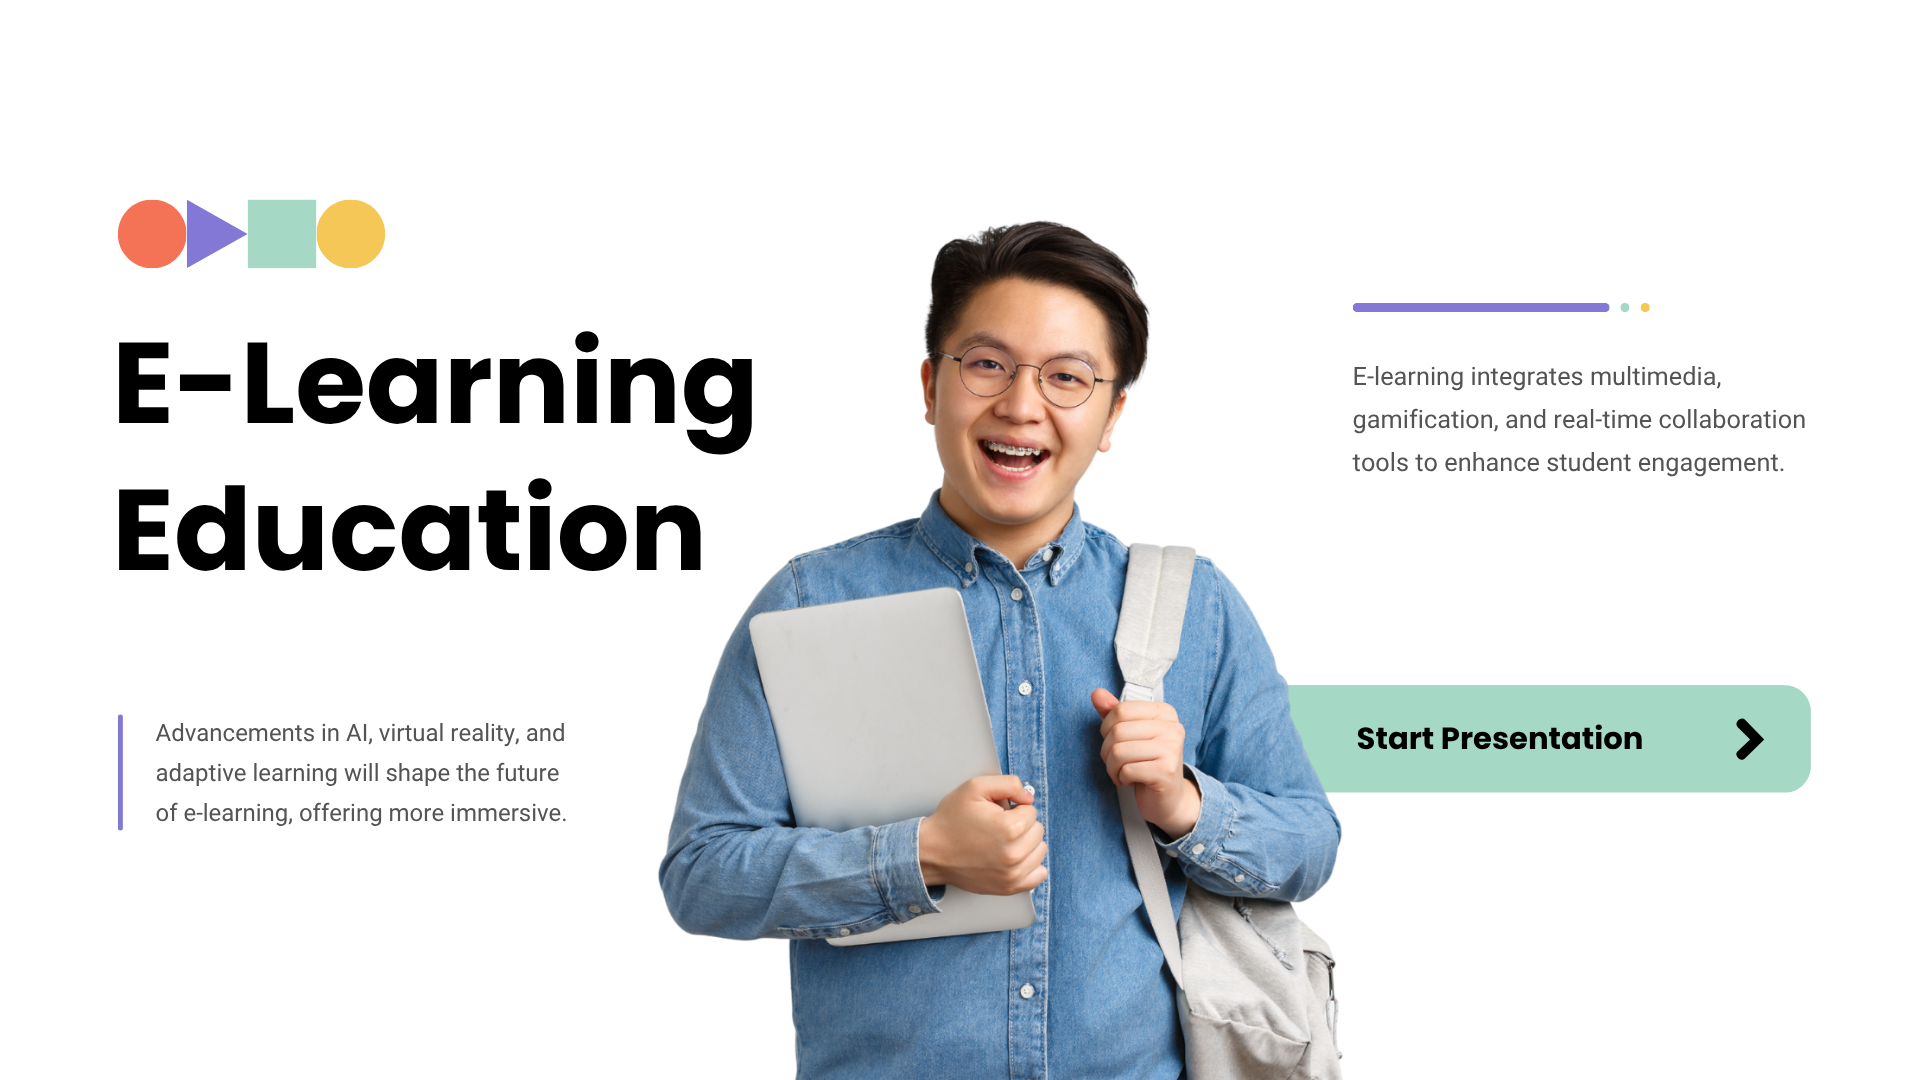 E-Learning
Education
Advancements in AI, virtual reality, and
adaptive learning will shape the future
of e-learning, offering more immersive.
E-learning integrates multimedia,
gamification, and real-time collaboration
tools to enhance student engagement.
Start Presentation